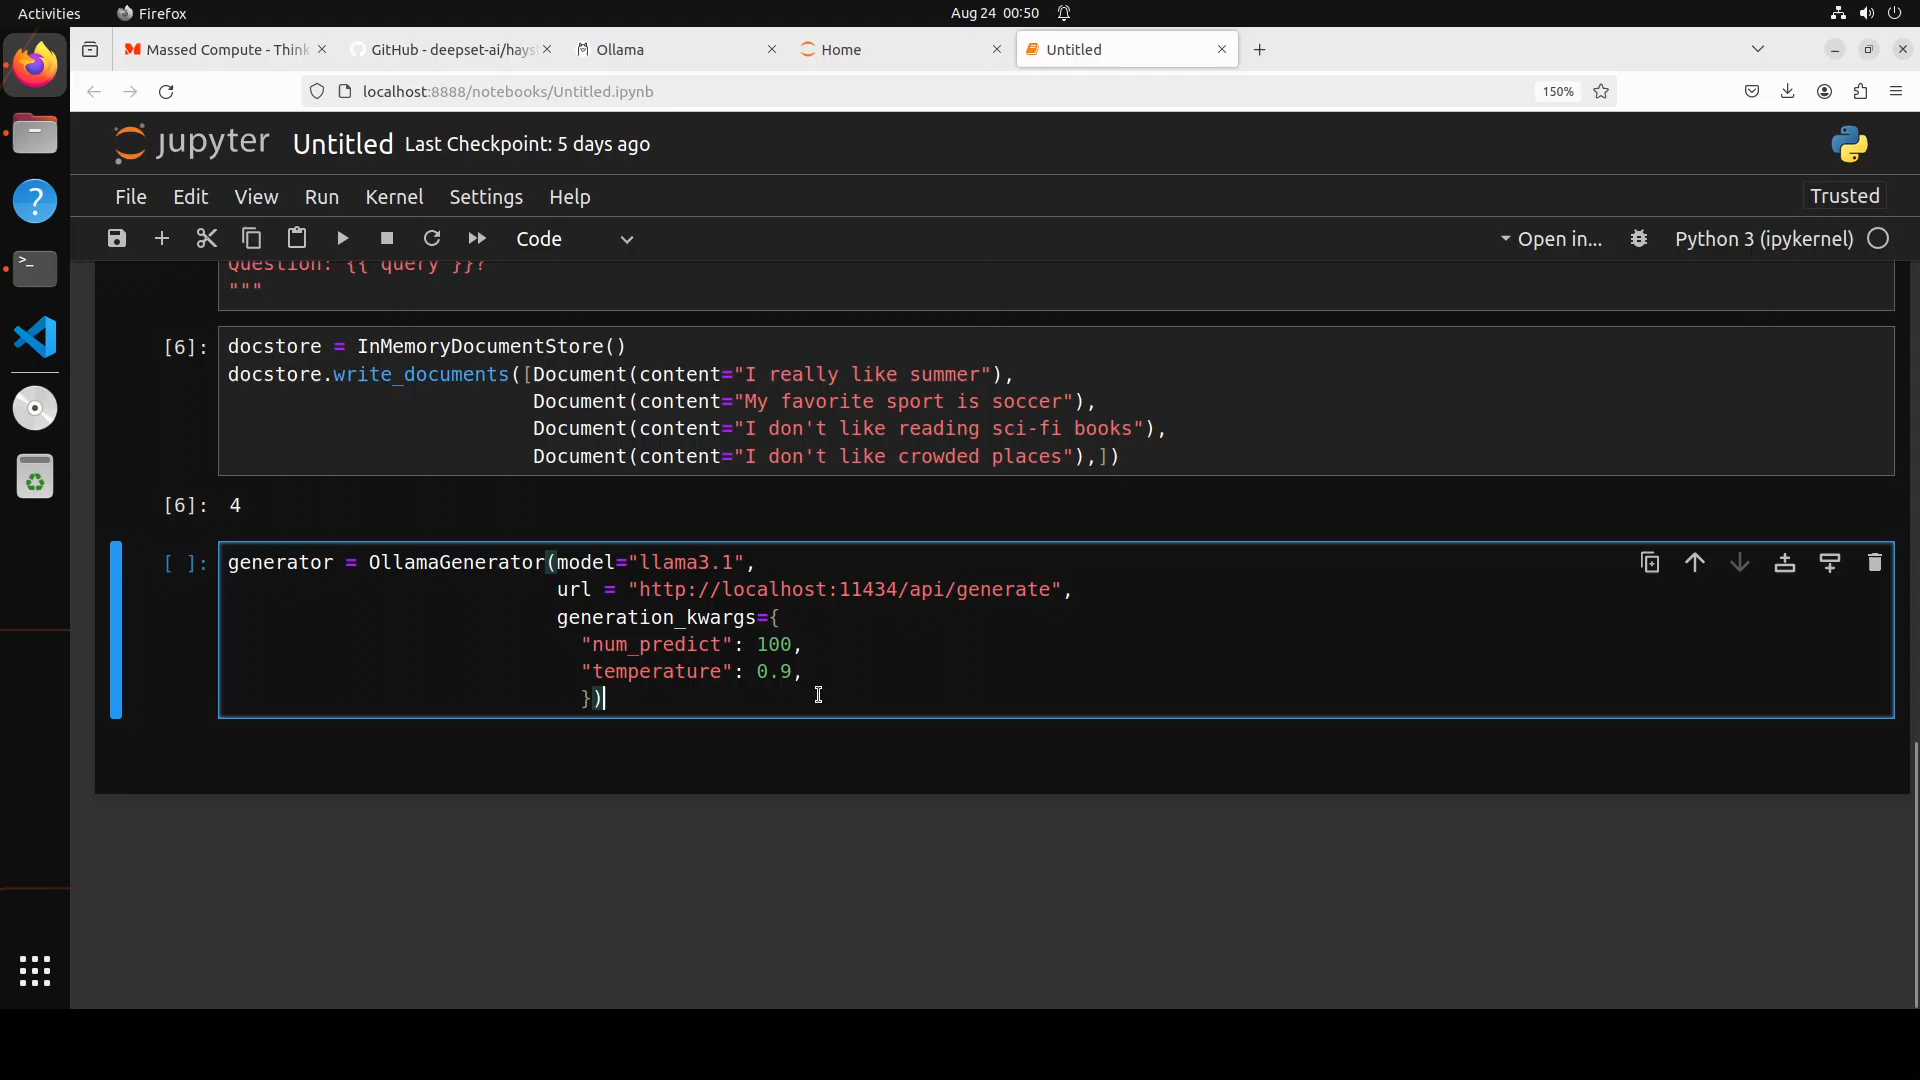 Activities
Firefox
Aug 24 00:50
Massed Compute - Think
GitHub - deepset-ai/hays
Ollama
Home
Untitled
localhost:8888/notebooks/Untitled.ipynb
150%
jupyter
Untitled
Last Checkpoint: 5 days ago
File
Edit
View
Run
Kernel
Settings
Help
Trusted
Code
Open in...
Python 3 (ipykernel)
Question: {{ query }}?
"""
[6]:
docstore = InMemoryDocumentStore()
docstore.write_documents([Document(content="I really like summer"),
Document(content="My favorite sport is soccer"),
Document(content="I don't like reading sci-fi books"),
Document(content="I don't like crowded places"),])
[6]: 4
[ ]:
generator = OllamaGenerator(model="llama3.1",
url = "http://localhost:11434/api/generate",
generation_kwargs={
"num_predict": 100,
"temperature": 0.9,
})